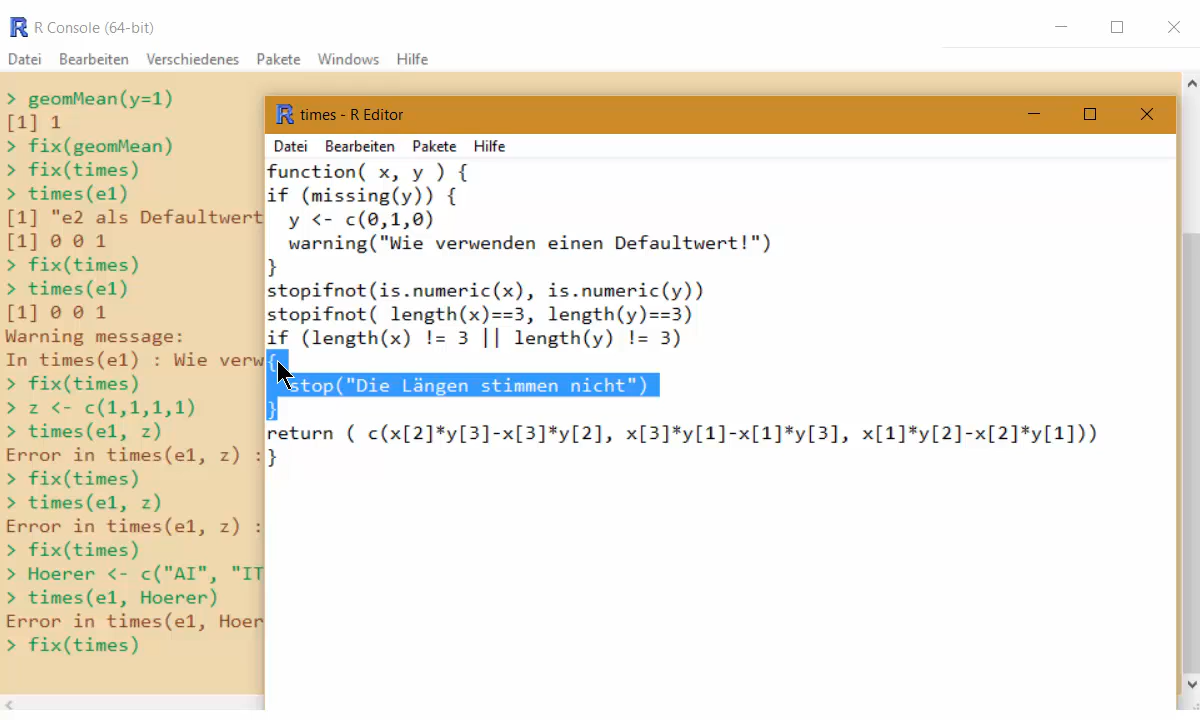 R Console (64-bit)
Datei Bearbeiten Verschiedenes Pakete Windows Hilfe
> geomMean(y=1)
[1] 1
> fix(geomMean)
> fix(times)
> times(e1)
[1] "e2 als Defaultwert
[1] 0 0 1
> fix(times)
> times(e1)
[1] 0 0 1
Warning message:
In times(e1) : Wie verw
> fix(times)
> z <- c(1,1,1,1)
> times(e1, z)
Error in times(e1, z) :
> fix(times)
> times(e1, z)
Error in times(e1, z) :
> fix(times)
> Hoerer <- c("AI", "IT
> times(e1, Hoerer)
Error in times(e1, Hoer
> fix(times)
times - R Editor
Datei Bearbeiten Pakete Hilfe
function( x, y ) {
if (missing(y)) {
  y <- c(0,1,0)
  warning("Wie verwenden einen Defaultwert!")
}
stopifnot(is.numeric(x), is.numeric(y))
stopifnot( length(x)==3, length(y)==3)
if (length(x) != 3 || length(y) != 3)
{
  stop("Die Längen stimmen nicht")
}
return ( c(x[2]*y[3]-x[3]*y[2], x[3]*y[1]-x[1]*y[3], x[1]*y[2]-x[2]*y[1]))
}